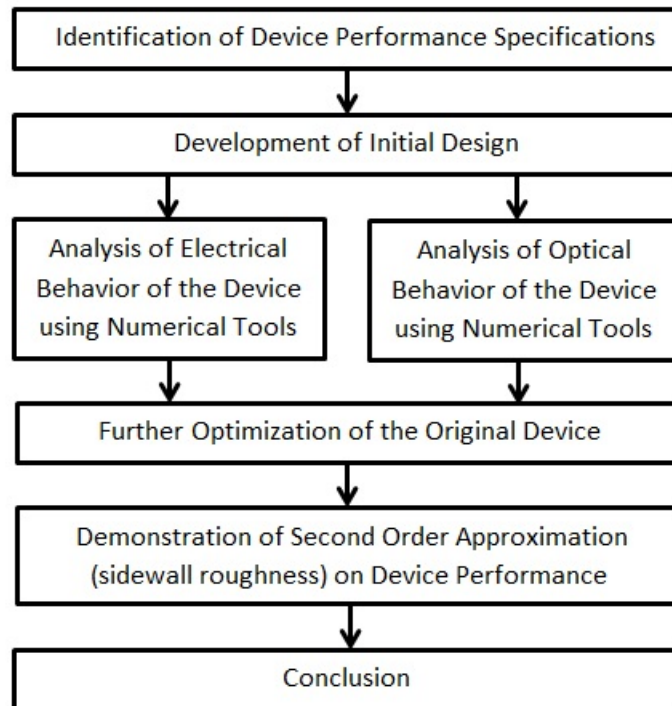 Identification of Device Performance Specifications
Development of Initial Design
Analysis of Electrical
Behavior of the Device
using Numerical Tools
Analysis of Optical
Behavior of the Device
using Numerical Tools
Further Optimization of the Original Device
Demonstration of Second Order Approximation
(sidewall roughness) on Device Performance
Conclusion